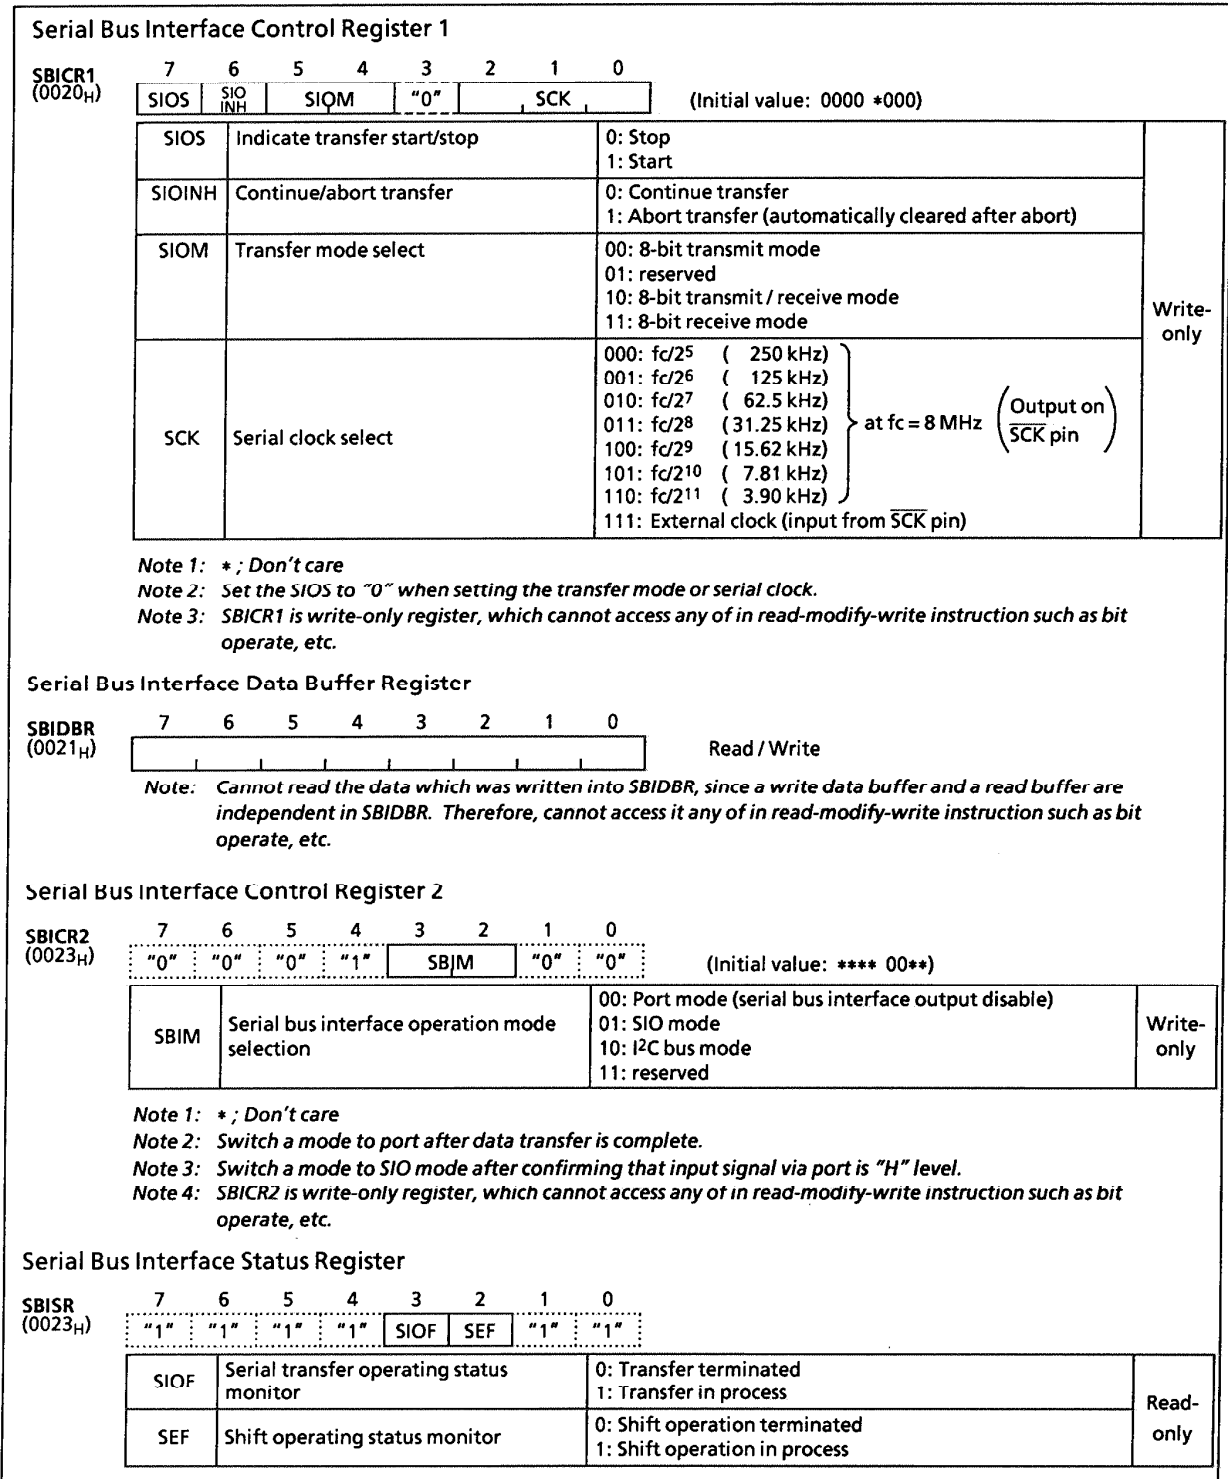 Serial Bus Interface Control Register 1
SBICR1
(0020H)
7 6 5 4 3 2 1 0
SIOS SIO INH SIOM "0" SCK (Initial value: 0000 *000)
SIOS Indicate transfer start/stop 0: Stop
1: Start
SIOINH Continue/abort transfer 0: Continue transfer
1: Abort transfer (automatically cleared after abort)
SIOM Transfer mode select 00: 8-bit transmit mode
01: reserved
10: 8-bit transmit / receive mode
11: 8-bit receive mode
Write-only
SCK Serial clock select
000: fc/2⁵ ( 250 kHz)
001: fc/2⁶ ( 125 kHz)
010: fc/2⁷ ( 62.5 kHz)
011: fc/2⁸ (31.25 kHz) at fc = 8 MHz (Output on S̅C̅K̅ pin)
100: fc/2⁹ (15.62 kHz)
101: fc/2¹⁰ ( 7.81 kHz)
110: fc/2¹¹ ( 3.90 kHz)
111: External clock (input from S̅C̅K̅ pin)
Note 1: * ; Don't care
Note 2: Set the SIOS to "0" when setting the transfer mode or serial clock.
Note 3: SBICR1 is write-only register, which cannot access any of in read-modify-write instruction such as bit
operate, etc.
Serial Bus Interface Data Buffer Register
SBIDBR
(0021H)
7 6 5 4 3 2 1 0
Read / Write
Note: Cannot read the data which was written into SBIDBR, since a write data buffer and a read buffer are
independent in SBIDBR. Therefore, cannot access it any of in read-modify-write instruction such as bit
operate, etc.
Serial Bus Interface Control Register 2
SBICR2
(0023H)
7 6 5 4 3 2 1 0
"0" "0" "0" "1" SBIM "0" "0" (Initial value: **** 00**)
SBIM Serial bus interface operation mode
selection
00: Port mode (serial bus interface output disable)
01: SIO mode
10: I²C bus mode
11: reserved
Write-only
Note 1: * ; Don't care
Note 2: Switch a mode to port after data transfer is complete.
Note 3: Switch a mode to SIO mode after confirming that input signal via port is "H" level.
Note 4: SBICR2 is write-only register, which cannot access any of in read-modify-write instruction such as bit
operate, etc.
Serial Bus Interface Status Register
SBISR
(0023H)
7 6 5 4 3 2 1 0
"1" "1" "1" "1" SIOF SEF "1" "1"
SIOF Serial transfer operating status
monitor
0: Transfer terminated
1: Transfer in process
SEF Shift operating status monitor
0: Shift operation terminated
1: Shift operation in process
Read-only